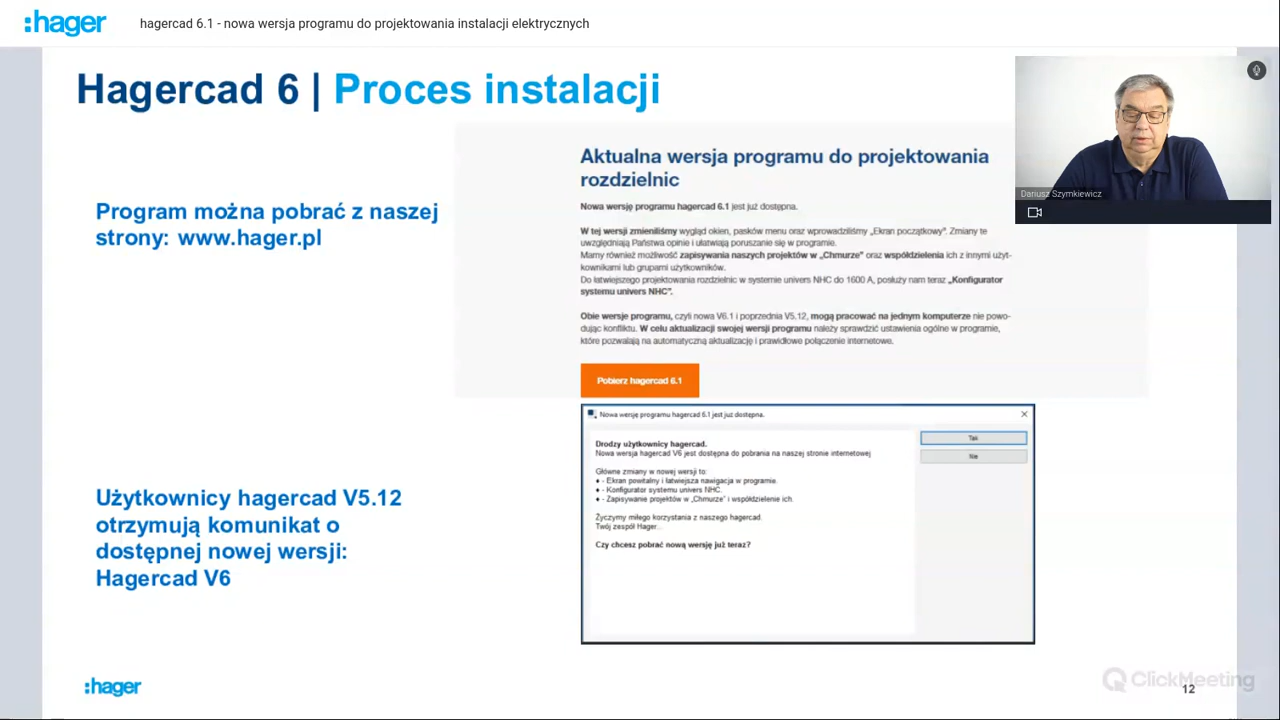 :hager
hagercad 6.1 - nowa wersja programu do projektowania instalacji elektrycznych
Hagercad 6 | Proces instalacji
Dariusz Szymkiewicz
Program można pobrać z naszej
strony: www.hager.pl
Aktualna wersja programu do projektowania
rozdzielnic
Nowa wersję programu hagercad 6.1 jest już dostępna.
W tej wersji zmieniliśmy wygląd okien, pasków menu oraz wprowadziliśmy „Ekran początkowy”. Zmiany te
uwzględniają Państwa opinie i ułatwiają poruszanie się w programie.
Mamy również możliwość zapisywania naszych projektów w „Chmurze” oraz współdzielenia ich z innymi użyt-
kownikami lub grupami użytkowników.
Do łatwiejszego projektowania rozdzielnic w systemie univers NHC do 1600 A, posłuży nam teraz „Konfigurator
systemu univers NHC”.
Obie wersje programu, czyli nowa V6.1 i poprzednia V5.12, mogą pracować na jednym komputerze nie powo-
dując konfliktu. W celu aktualizacji swojej wersji programu należy sprawdzić ustawienia ogólne w programie,
które pozwalają na automatyczną aktualizację i prawidłowe połączenie internetowe.
Pobierz hagercad 6.1
Użytkownicy hagercad V5.12
otrzymują komunikat o
dostępnej nowej wersji:
Hagercad V6
Nowa wersję programu hagercad 6.1 jest już dostępna.
Drodzy użytkownicy hagercad.
Nowa wersja hagercad V6 jest dostępna do pobrania na naszej stronie internetowej
Główne zmiany w nowej wersji to:
♦ - Ekran powitalny i łatwiejsza nawigacja w programie.
♦ - Konfigurator systemu univers NHC.
♦ - Zapisywanie projektów w „Chmurze” i współdzielenie ich.
Życzymy miłego korzystania z naszego hagercad.
Twój zespół Hager...
Czy chcesz pobrać nową wersję już teraz?
Tak
Nie
:hager
ClickMeeting
12